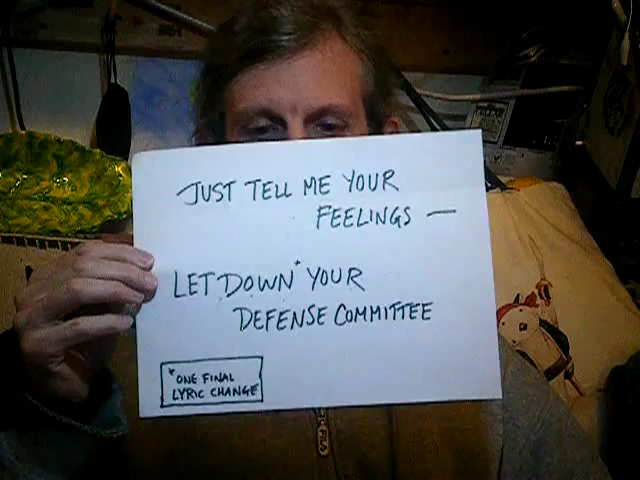 JUST TELL ME YOUR
FEELINGS —
LET DOWN* YOUR
DEFENSE COMMITTEE
*ONE FINAL
LYRIC CHANGE